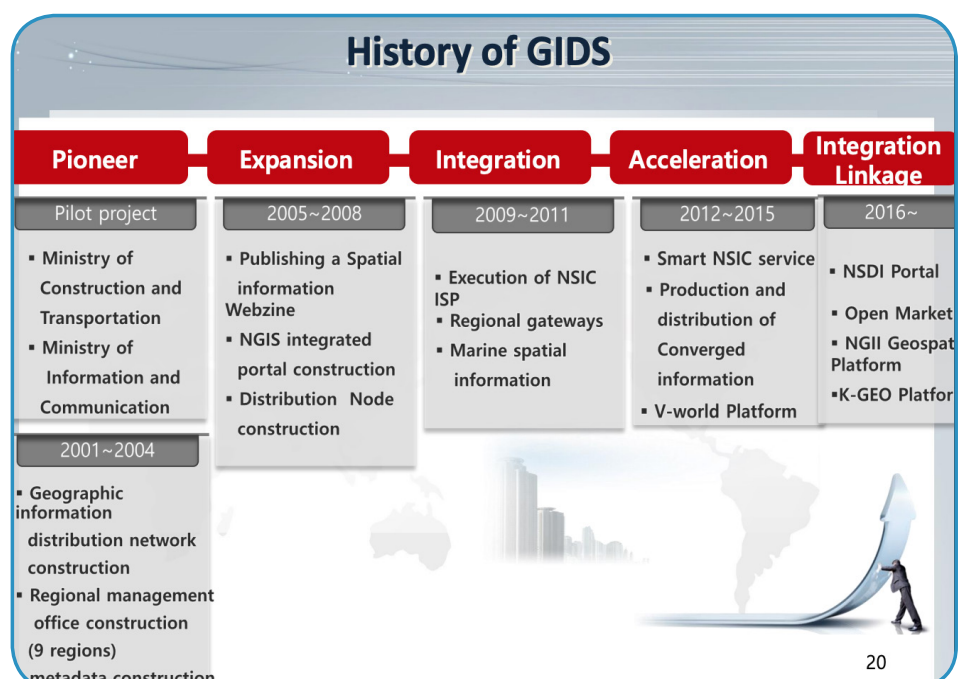 History of GIDS
Pioneer
Expansion
Integration
Acceleration
Integration
Linkage
Pilot project
▪ Ministry of
Construction and
Transportation
▪ Ministry of
Information and
Communication
2001~2004
▪ Geographic
information
distribution network
construction
▪ Regional management
office construction
(9 regions)
metadata construction
2005~2008
▪ Publishing a Spatial
information
Webzine
▪ NGIS integrated
portal construction
▪ Distribution Node
construction
2009~2011
▪ Execution of NSIC
ISP
▪ Regional gateways
▪ Marine spatial
information
2012~2015
▪ Smart NSIC service
▪ Production and
distribution of
Converged
information
▪ V-world Platform
2016~
▪ NSDI Portal
▪ Open Market
▪ NGII Geospat
Platform
▪K-GEO Platfor
20